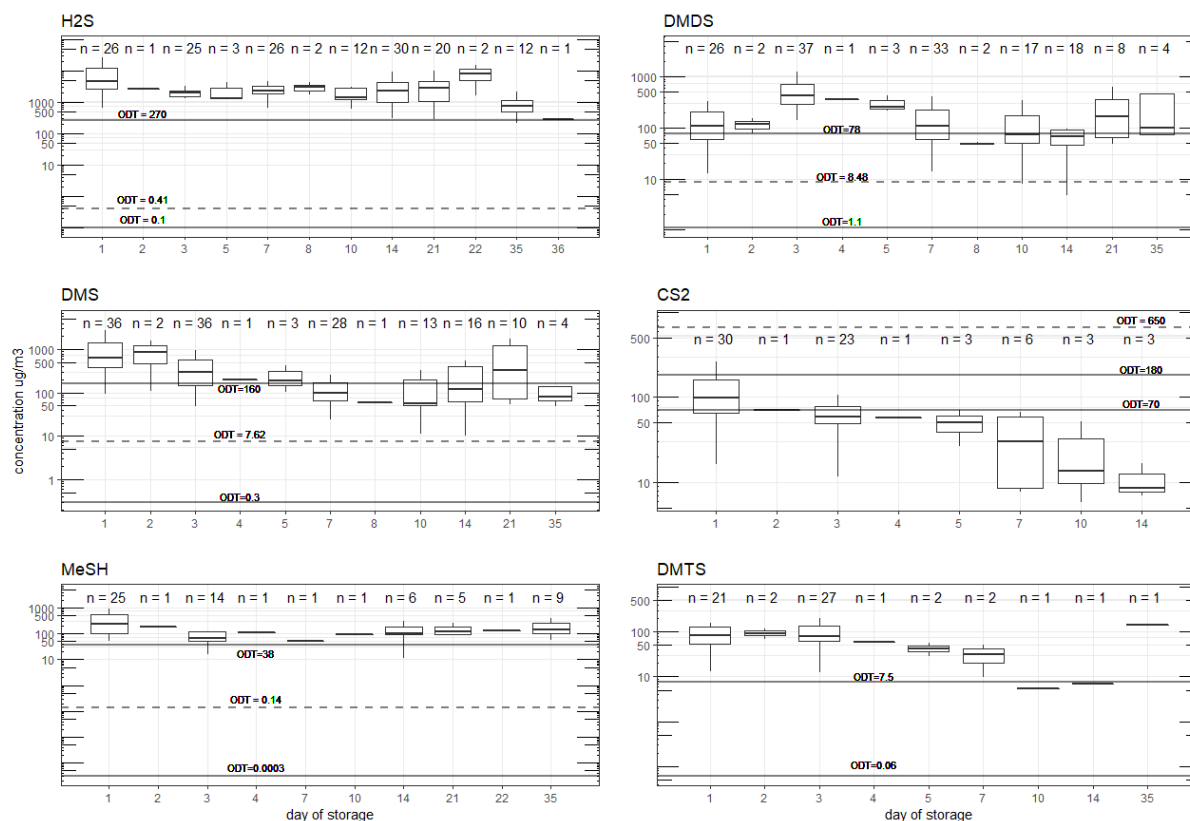 H2S
n = 26 n = 1 n = 25 n = 3 n = 26 n = 2 n = 12 n = 30 n = 20 n = 2 n = 12 n = 1
1000
500
ODT = 270
100
50
10
ODT = 0.41
ODT = 0.1
1 2 3 5 7 8 10 14 21 22 35 36
DMDS
n = 26 n = 2 n = 37 n = 1 n = 3 n = 33 n = 2 n = 17 n = 18 n = 8 n = 4
1000
500
100
ODT=78
50
ODT = 8.48
10
ODT=1.1
1 2 3 4 5 7 8 10 14 21 35
DMS
n = 36 n = 2 n = 36 n = 1 n = 3 n = 28 n = 1 n = 13 n = 16 n = 10 n = 4
1000
500
ODT=160
100
50
ODT = 7.62
10
1
ODT=0.3
1 2 3 4 5 7 8 10 14 21 35
concentration ug/m3
CS2
ODT = 650
500
n = 30 n = 1 n = 23 n = 1 n = 3 n = 6 n = 3 n = 3
ODT=180
100
ODT=70
50
10
1 2 3 4 5 7 10 14
MeSH
n = 25 n = 1 n = 14 n = 1 n = 1 n = 1 n = 6 n = 5 n = 1 n = 9
1000
500
100
50
ODT=38
10
ODT = 0.14
ODT=0.0003
1 2 3 4 7 10 14 21 22 35
day of storage
DMTS
n = 21 n = 2 n = 27 n = 1 n = 2 n = 2 n = 1 n = 1 n = 1
500
100
50
ODT=7.5
10
ODT=0.06
1 2 3 4 5 7 10 14 35
day of storage